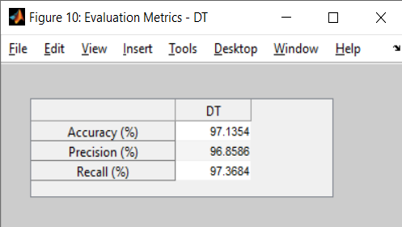 Figure 10: Evaluation Metrics - DT
File Edit View Insert Tools Desktop Window Help
DT
Accuracy (%) 97.1354
Precision (%) 96.8586
Recall (%) 97.3684